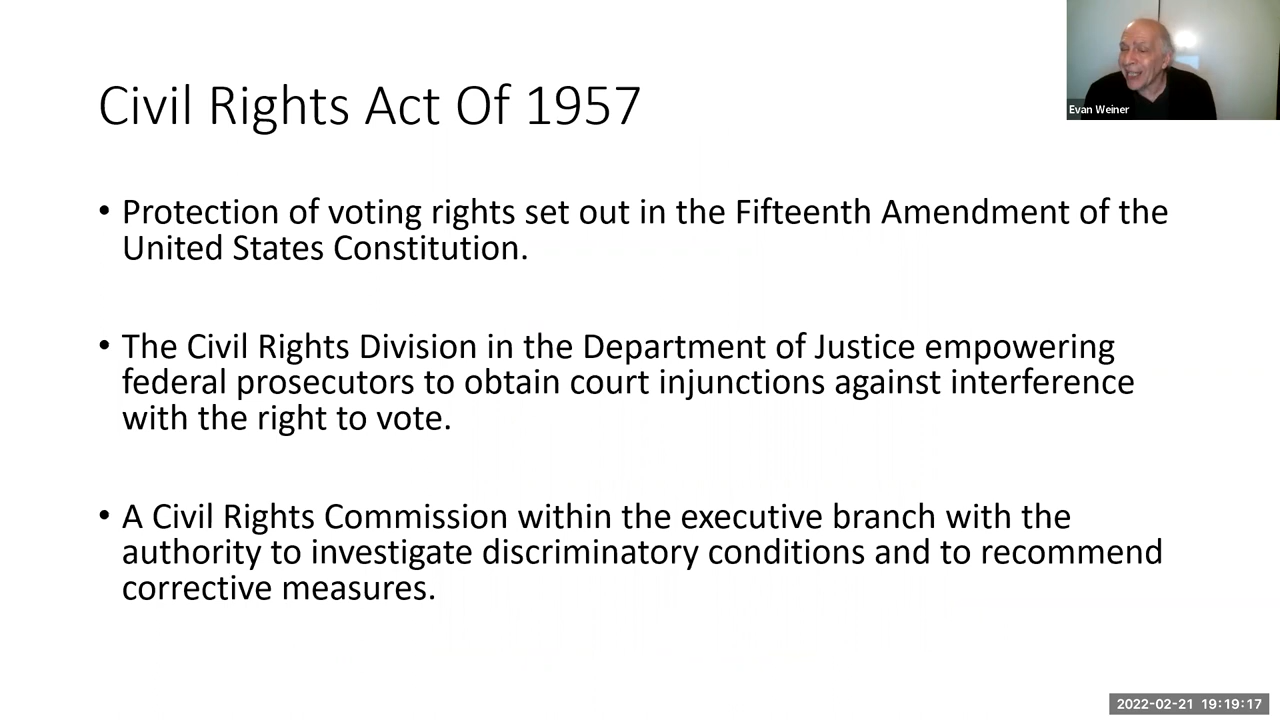 Civil Rights Act Of 1957
Evan Weiner
• Protection of voting rights set out in the Fifteenth Amendment of the
United States Constitution.
• The Civil Rights Division in the Department of Justice empowering
federal prosecutors to obtain court injunctions against interference
with the right to vote.
• A Civil Rights Commission within the executive branch with the
authority to investigate discriminatory conditions and to recommend
corrective measures.
2022-02-21 19:19:17